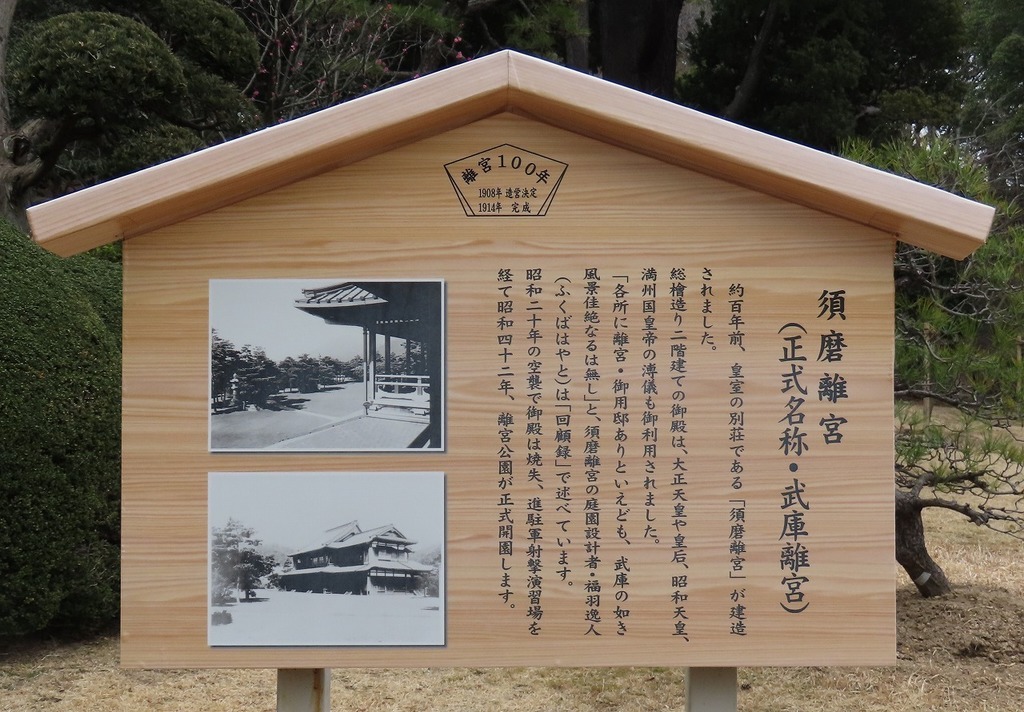 離宮100年
1908年 造営決定
1914年 完成
須磨離宮
（正式名称・武庫離宮）
約百年前、皇室の別荘である「須磨離宮」が建造
されました。
総檜造り二階建ての御殿は、大正天皇や皇后、昭和天皇、
満州国皇帝の溥儀も御利用されました。
「各所に離宮・御用邸ありといえども、武庫の如き
風景佳絶なるは無し」と、須磨離宮の庭園設計者・福羽逸人
（ふくばはやと）は「回顧録」で述べています。
昭和二十年の空襲で御殿は焼失、進駐軍射撃演習場を
経て昭和四十二年、離宮公園が正式開園します。